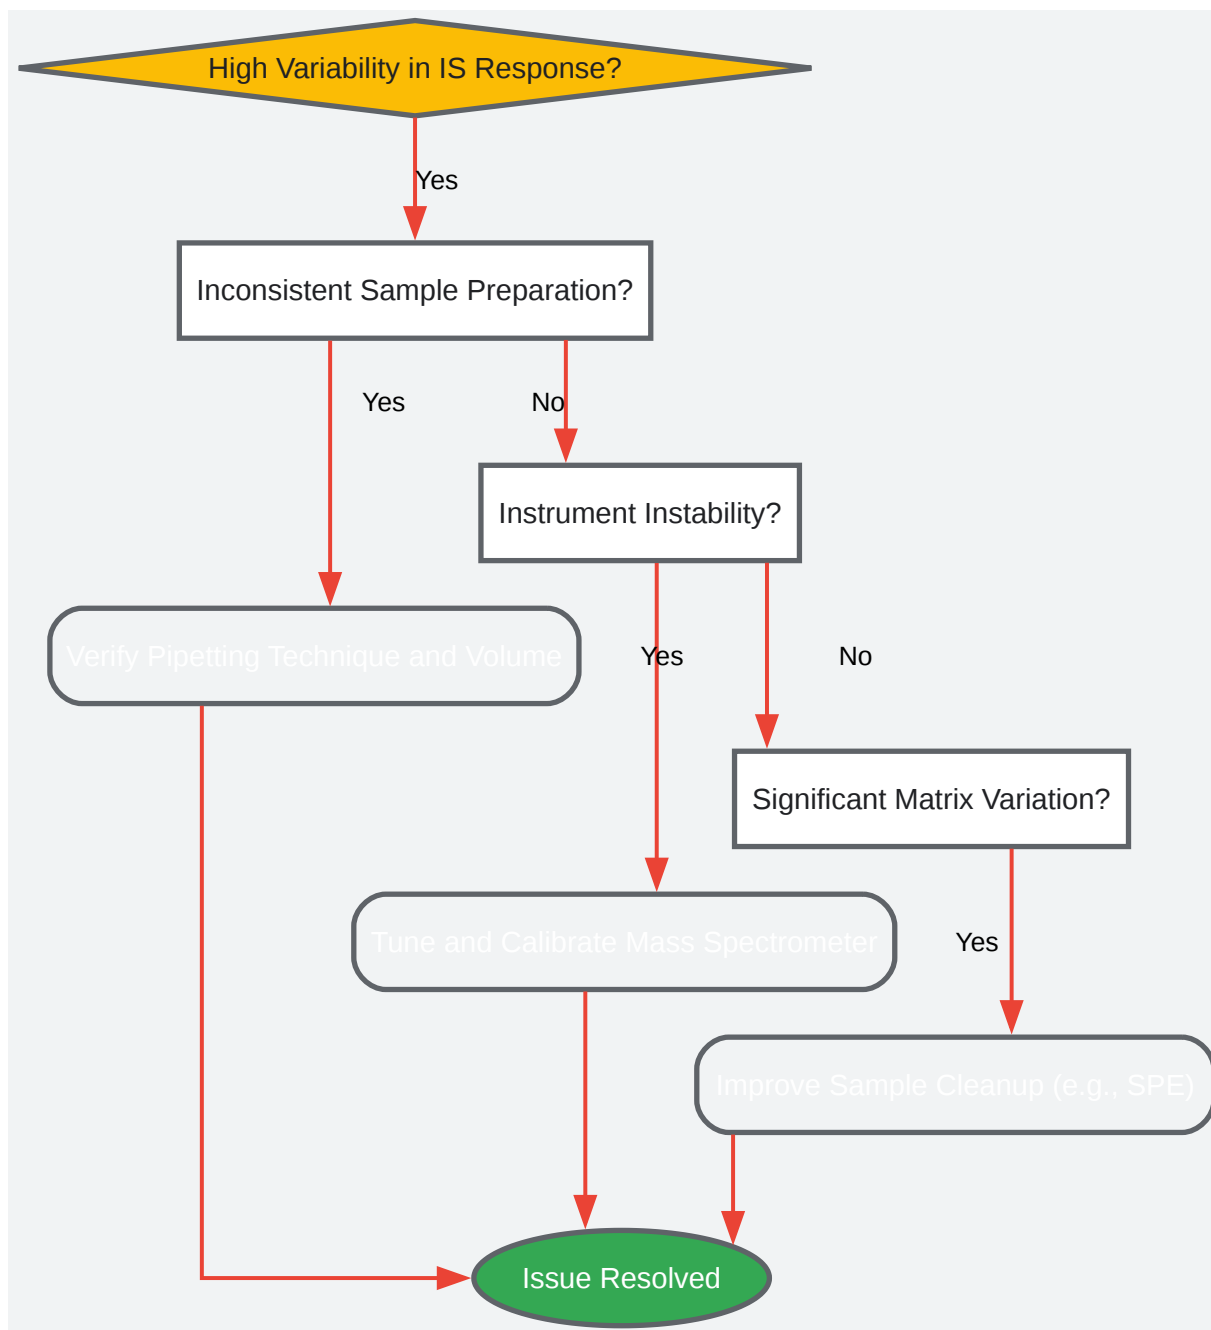 High Variability in IS Response?
Yes
Inconsistent Sample Preparation?
Yes
No
Instrument Instability?
Verify Pipetting Technique and Volume
Yes
No
Significant Matrix Variation?
Tune and Calibrate Mass Spectrometer
Yes
Improve Sample Cleanup (e.g., SPE)
Issue Resolved